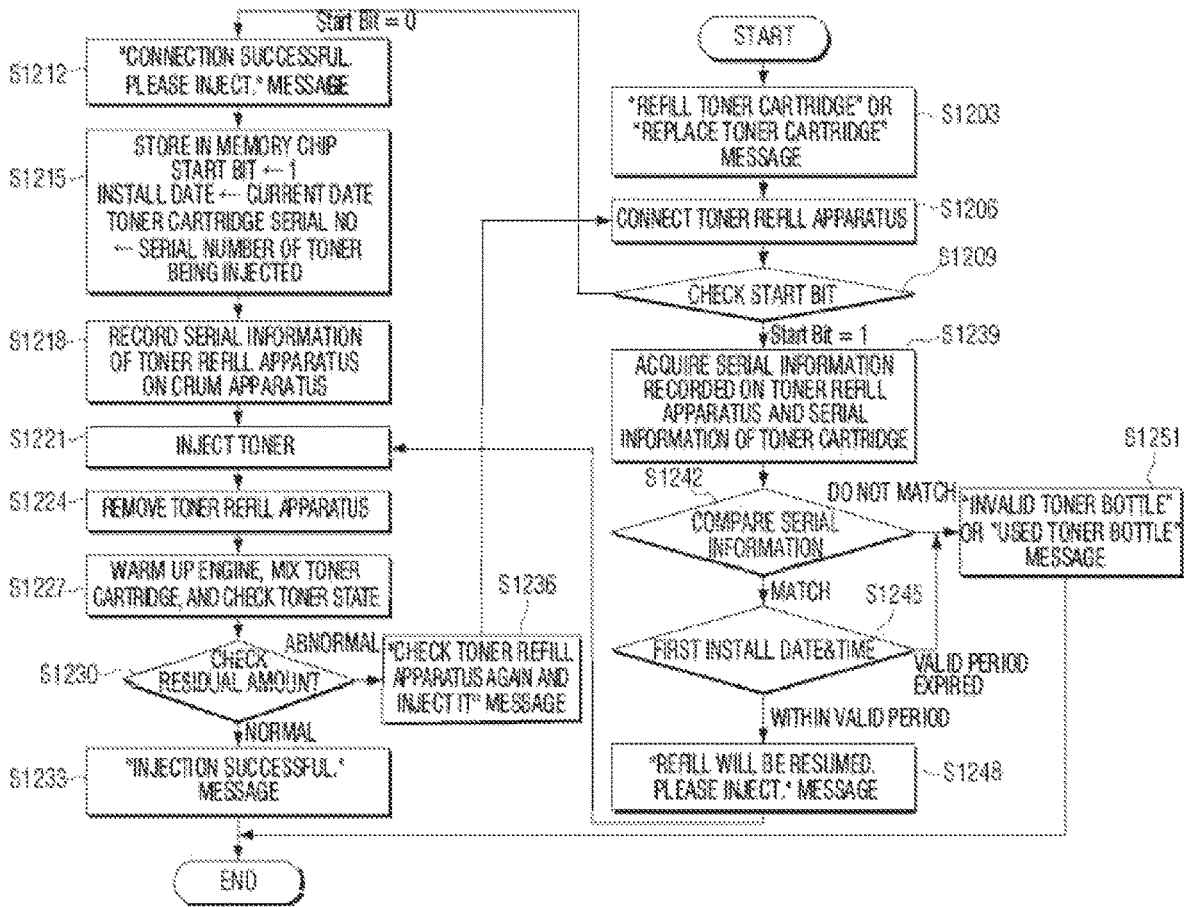 START
S1203
"REFILL TONER CARTRIDGE" OR
"REPLACE TONER CARTRIDGE"
MESSAGE
S1206
CONNECT TONER REFILL APPARATUS
S1209
CHECK START BIT
Start Bit = 0
S1212
"CONNECTION SUCCESSFUL.
PLEASE INJECT." MESSAGE
S1215
STORE IN MEMORY CHIP
START BIT ← 1
INSTALL DATE ← CURRENT DATE
TONER CARTRIDGE SERIAL NO
← SERIAL NUMBER OF TONER
BEING INJECTED
S1218
RECORD SERIAL INFORMATION
OF TONER REFILL APPARATUS
ON CRUM APPARATUS
S1221
INJECT TONER
S1224
REMOVE TONER REFILL APPARATUS
S1227
WARM UP ENGINE, MIX TONER
CARTRIDGE, AND CHECK TONER STATE
S1230
CHECK
RESIDUAL AMOUNT
ABNORMAL
S1236
"CHECK TONER REFILL
APPARATUS AGAIN AND
INJECT IT" MESSAGE
NORMAL
S1233
"INJECTION SUCCESSFUL."
MESSAGE
END
Start Bit = 1
S1239
ACQUIRE SERIAL INFORMATION
RECORDED ON TONER REFILL
APPARATUS AND SERIAL
INFORMATION OF TONER CARTRIDGE
S1242
COMPARE SERIAL
INFORMATION
DO NOT MATCH
S1251
"INVALID TONER BOTTLE"
OR "USED TONER BOTTLE"
MESSAGE
MATCH
S1245
FIRST INSTALL DATE&TIME
VALID PERIOD
EXPIRED
WITHIN VALID PERIOD
S1248
"REFILL WILL BE RESUMED.
PLEASE INJECT." MESSAGE